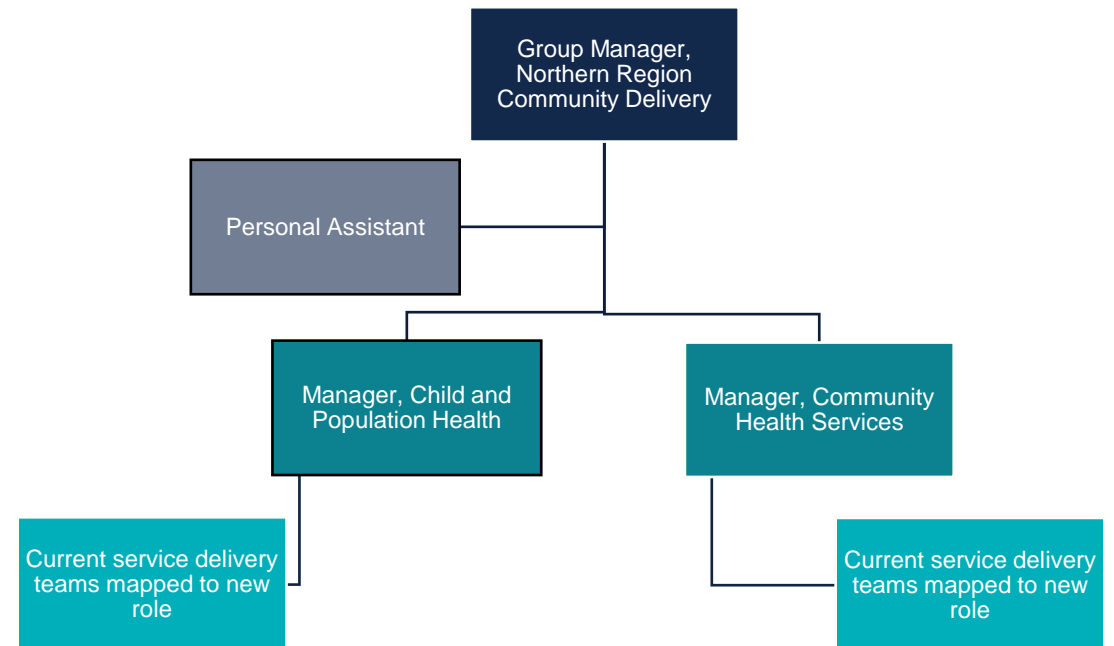 Group Manager,
Northern Region
Community Delivery
Personal Assistant
Manager, Child and
Population Health
Manager, Community
Health Services
Current service delivery
teams mapped to new
role
Current service delivery
teams mapped to new
role